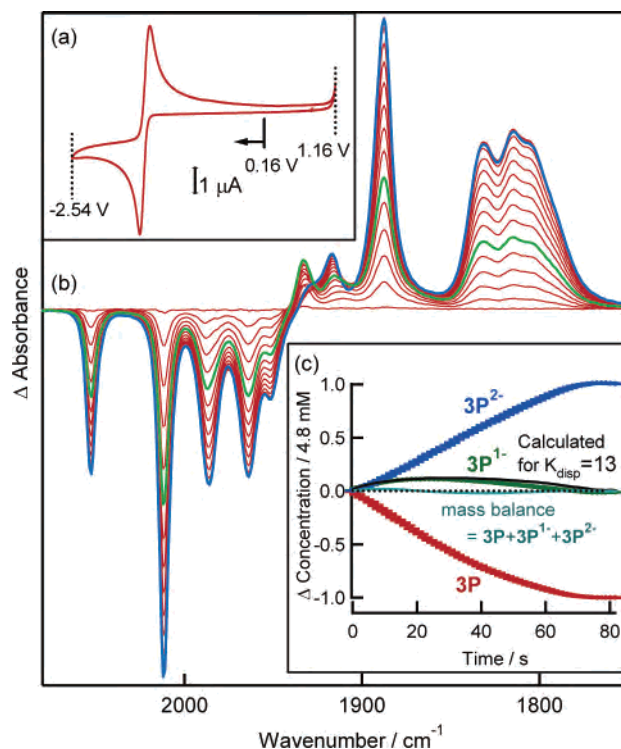 (a)
0.16 V
1.16 V
1 µA
-2.54 V
(b)
Δ Absorbance
(c)
1.0
0.5
0.0
-0.5
-1.0
Δ Concentration / 4.8 mM
3P2-
Calculated
3P1-
for Kdisp=13
mass balance
= 3P+3P1-+3P2-
3P
0 20 40 60 80
Time / s
2000 1900 1800
Wavenumber / cm-1